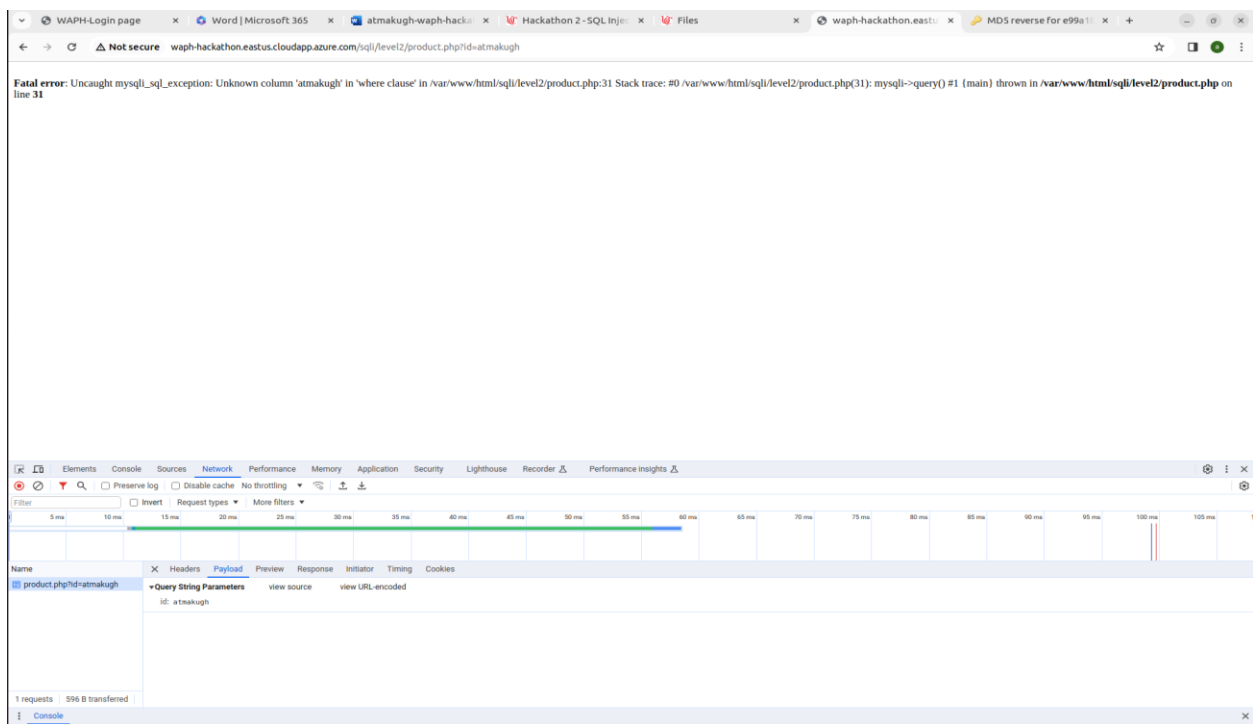 WAPH-Login page
Word | Microsoft 365
atmakugh-waph-hacka
Hackathon 2 - SQL Injec
Files
waph-hackathon.eastu
MD5 reverse for e99a18
Not secure waph-hackathon.eastus.cloudapp.azure.com/sqli/level2/product.php?id=atmakugh
Fatal error: Uncaught mysqli_sql_exception: Unknown column 'atmakugh' in 'where clause' in /var/www/html/sqli/level2/product.php:31 Stack trace: #0 /var/www/html/sqli/level2/product.php(31): mysqli->query() #1 {main} thrown in /var/www/html/sqli/level2/product.php on
line 31
Elements Console Sources Network Performance Memory Application Security Lighthouse Recorder Performance insights
Preserve log Disable cache No throttling
Filter Invert Request types More filters
5 ms 10 ms 15 ms 20 ms 25 ms 30 ms 35 ms 40 ms 45 ms 50 ms 55 ms 60 ms 65 ms 70 ms 75 ms 80 ms 85 ms 90 ms 95 ms 100 ms 105 ms
Name Headers Payload Preview Response Initiator Timing Cookies
product.php?id=atmakugh
Query String Parameters view source view URL-encoded
id: atmakugh
1 requests 596 B transferred
Console